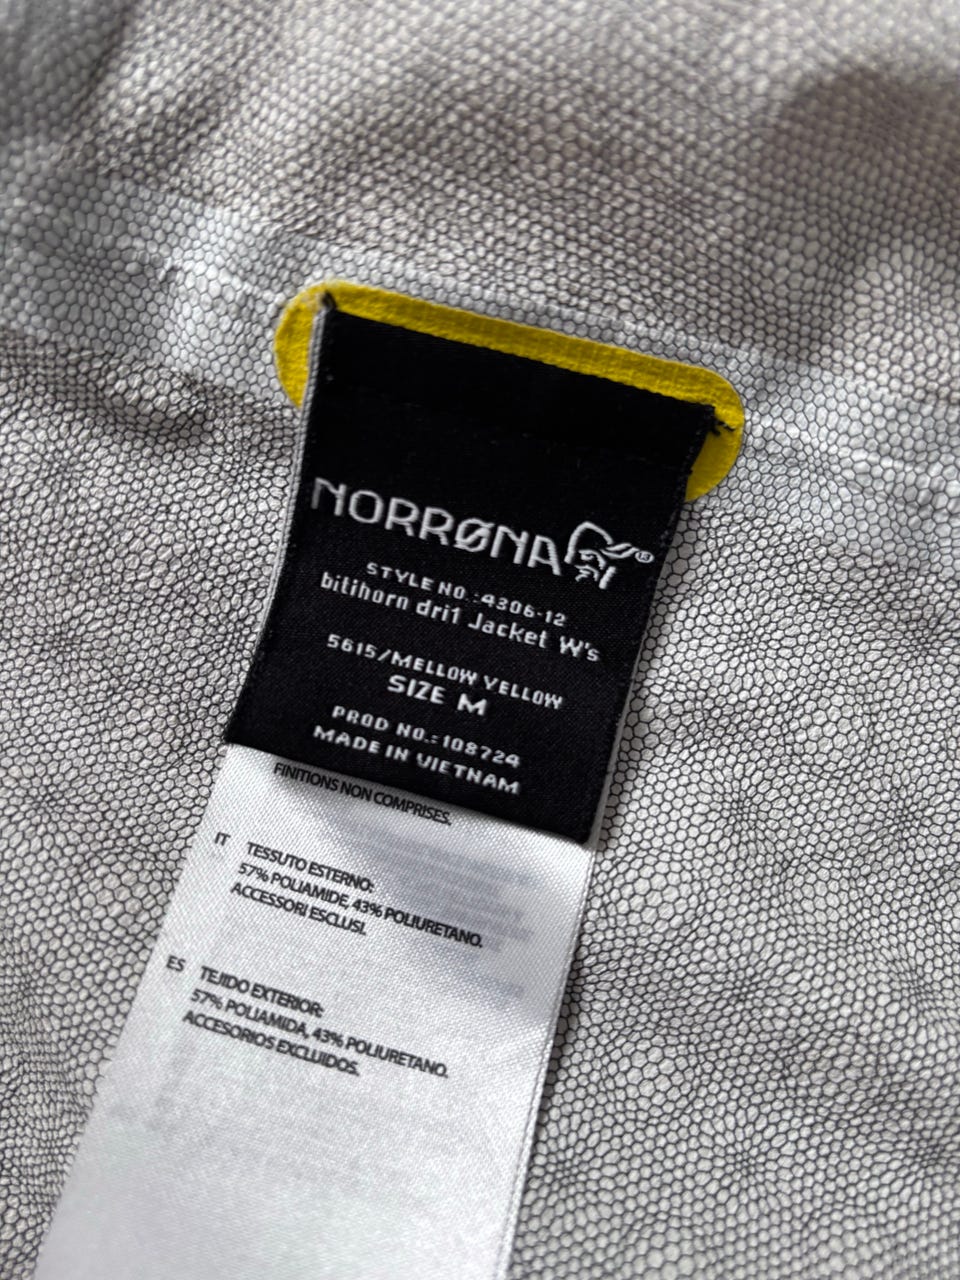 NORRØNA®
STYLE NO.:4306-12
bitihorn dri1 Jacket W's
5615/MELLOW YELLOW
SIZE M
PROD NO.:108724
MADE IN VIETNAM
FINITIONS NON COMPRISES.
IT TESSUTO ESTERNO:
57% POLIAMIDE, 43% POLIURETANO.
ACCESSORI ESCLUSI.
ES TEJIDO EXTERIOR:
57% POLIAMIDA, 43% POLIURETANO.
ACCESORIOS EXCLUIDOS.